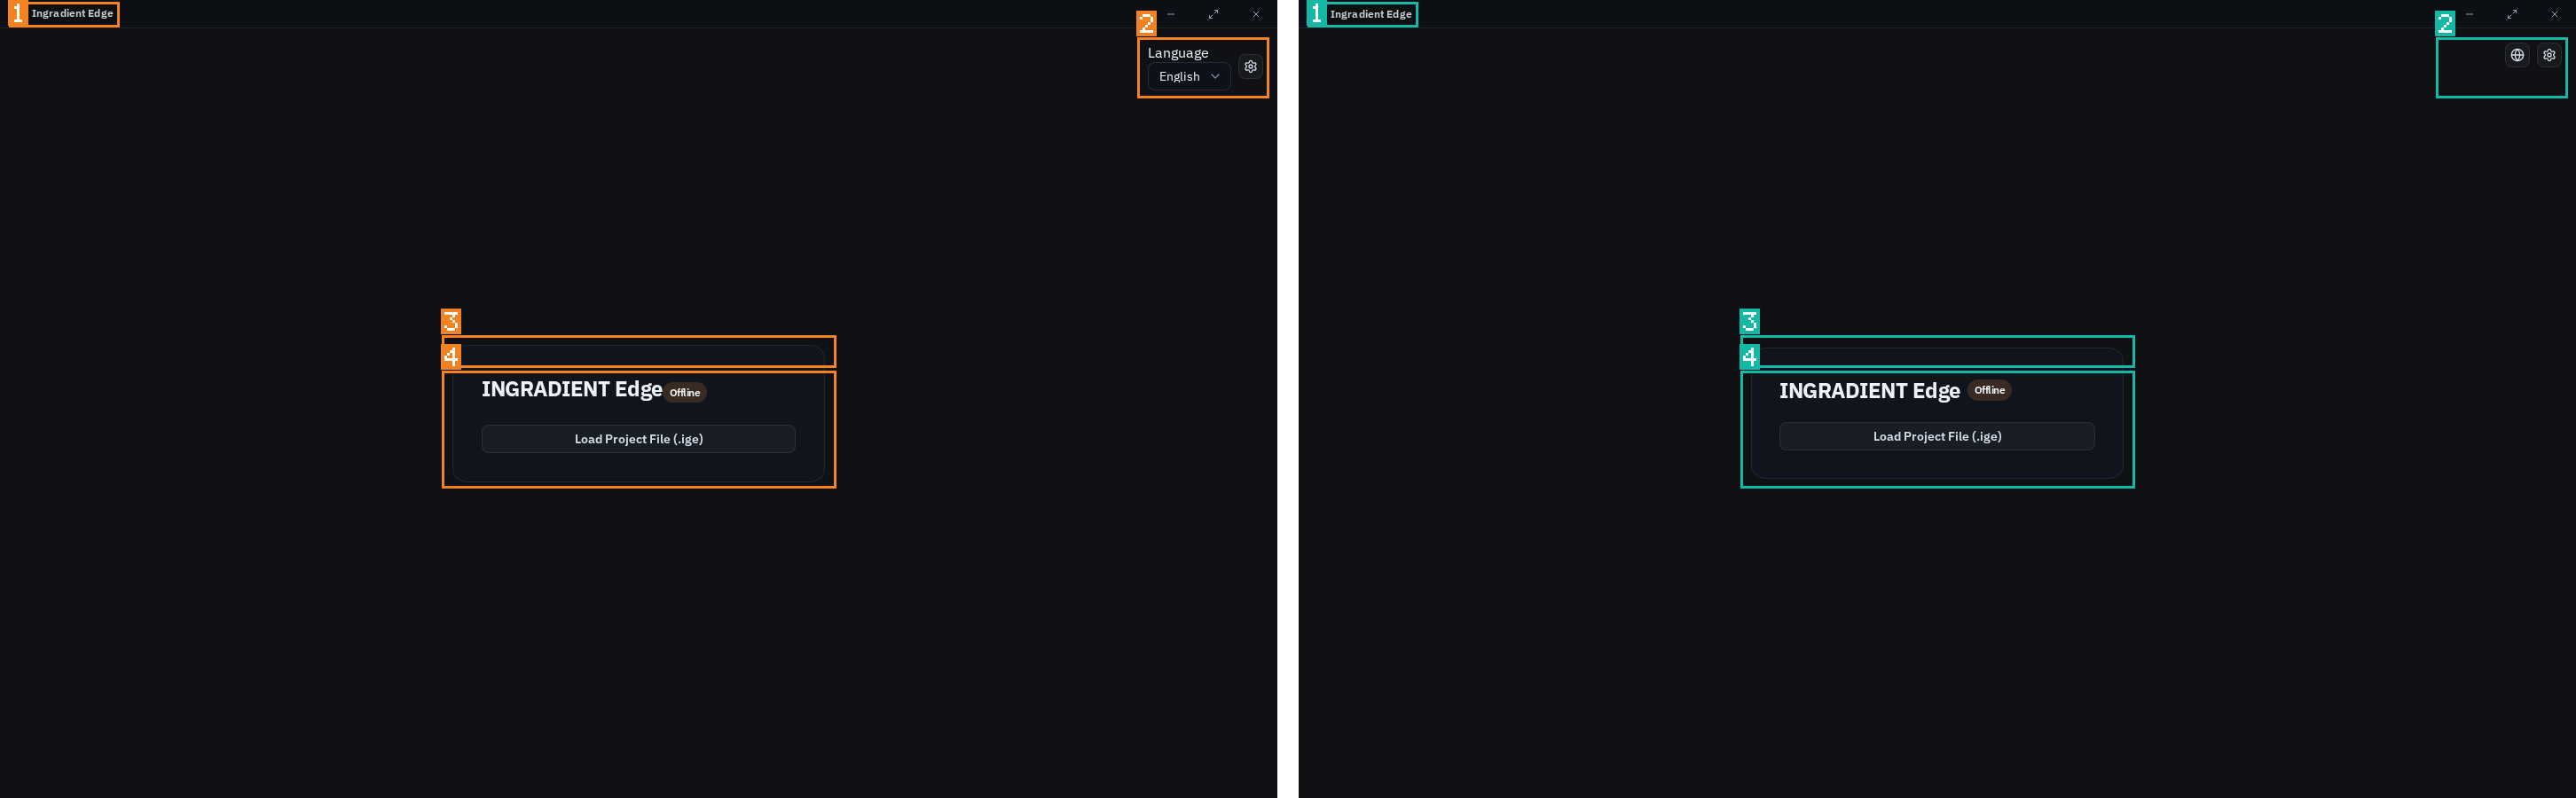 1 Ingradient Edge
2
Language
English
3
4
INGRADIENT Edge Offline
Load Project File (.ige)
1 Ingradient Edge
2
3
4
INGRADIENT Edge Offline
Load Project File (.ige)